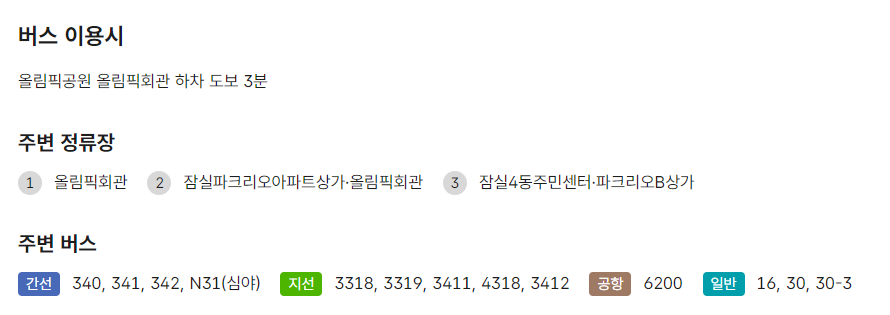 버스 이용시
올림픽공원 올림픽회관 하차 도보 3분
주변 정류장
1 올림픽회관 2 잠실파크리오아파트상가·올림픽회관 3 잠실4동주민센터·파크리오B상가
주변 버스
간선 340, 341, 342, N31(심야) 지선 3318, 3319, 3411, 4318, 3412 공항 6200 일반 16, 30, 30-3